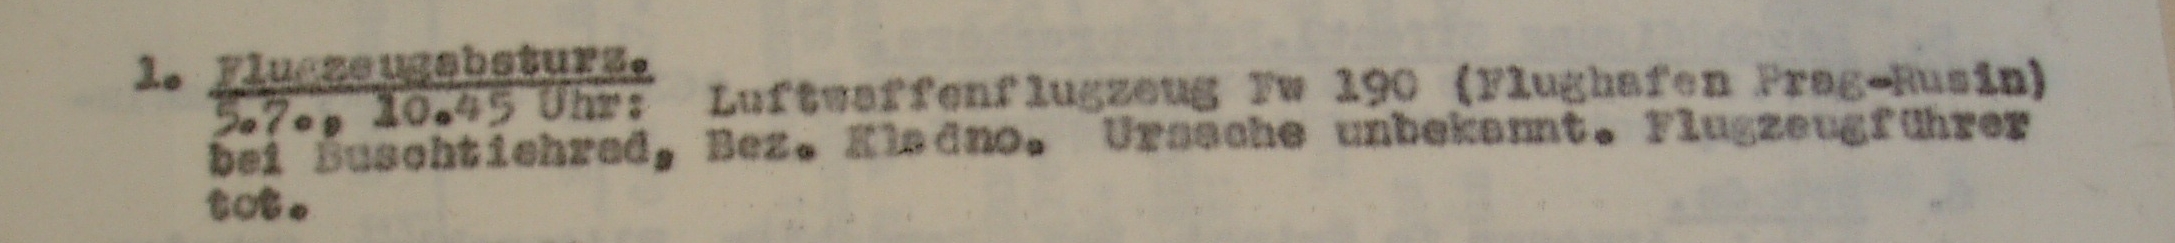 1. Flugzeugabsturz.
5.7., 10.45 Uhr: Luftwaffenflugzeug Fw 190 (Flughafen Prag-Rusin)
bei Buschtiehrad, Bez. Kladno. Ursache unbekannt. Flugzeugführer
tot.